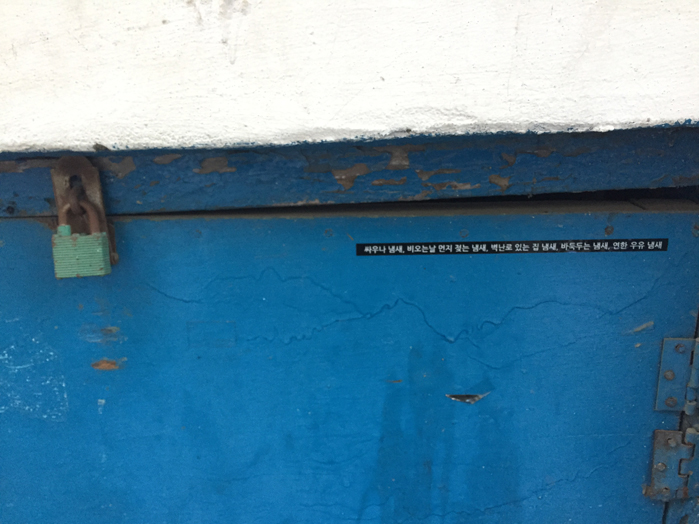 싸우나 냄새, 비오는날 먼지 젖는 냄새, 벽난로 있는 집 냄새, 바둑두는 냄새, 연한 우유 냄새